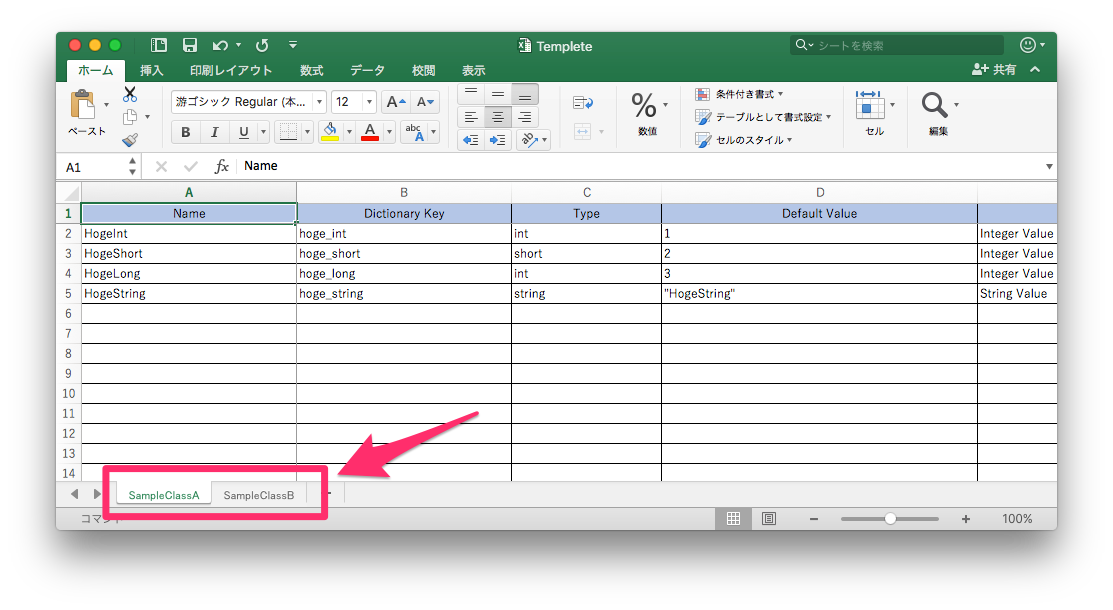 Templete
シートを検索
ホーム 挿入 印刷レイアウト 数式 データ 校閲 表示 共有
ペースト
游ゴシック Regular (本... 12 A A
B I U A abc A
% 数値
条件付き書式
テーブルとして書式設定
セルのスタイル
セル
編集
A1 fx Name
A B C D
1 Name Dictionary Key Type Default Value
2 HogeInt hoge_int int 1 Integer Value
3 HogeShort hoge_short short 2 Integer Value
4 HogeLong hoge_long int 3 Integer Value
5 HogeString hoge_string string "HogeString" String Value
6
7
8
9
10
11
12
13
14
SampleClassA SampleClassB
コマンド 100%